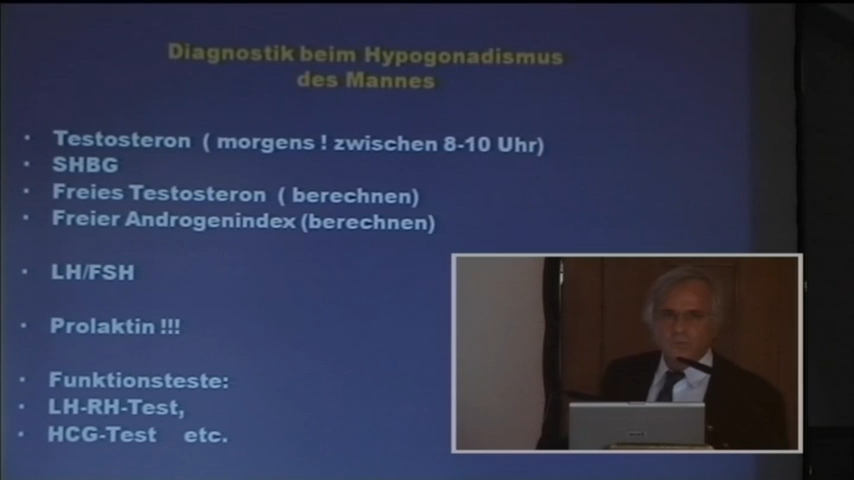 Diagnostik beim Hypogonadismus
des Mannes
• Testosteron ( morgens ! zwischen 8-10 Uhr)
• SHBG
• Freies Testosteron ( berechnen)
• Freier Androgenindex (berechnen)
• LH/FSH
• Prolaktin !!!
• Funktionsteste:
• LH-RH-Test,
• HCG-Test etc.